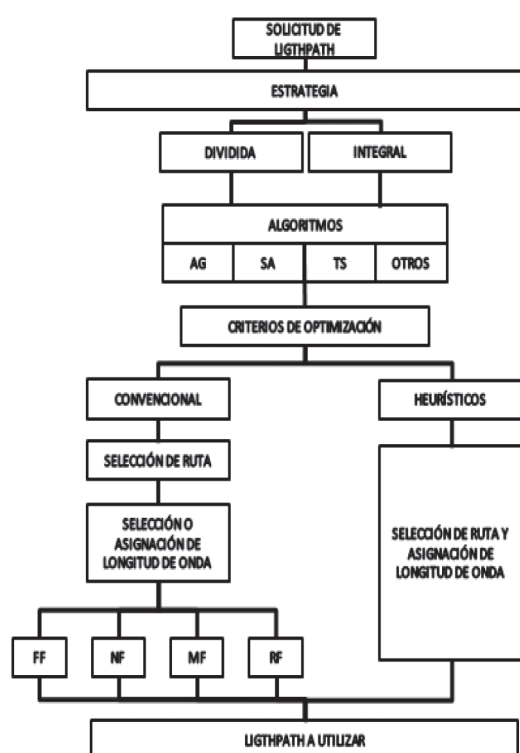 SOLICITUD DE
LIGTHPATH
ESTRATEGIA
DIVIDIDA
INTEGRAL
ALGORITMOS
AG
SA
TS
OTROS
CRITERIOS DE OPTIMIZACIÓN
CONVENCIONAL
HEURÍSTICOS
SELECCIÓN DE RUTA
SELECCIÓN O
ASIGNACIÓN DE
LONGITUD DE ONDA
SELECCIÓN DE RUTA Y
ASIGNACIÓN DE
LONGITUD DE ONDA
FF
NF
MF
RF
LIGTHPATH A UTILIZAR